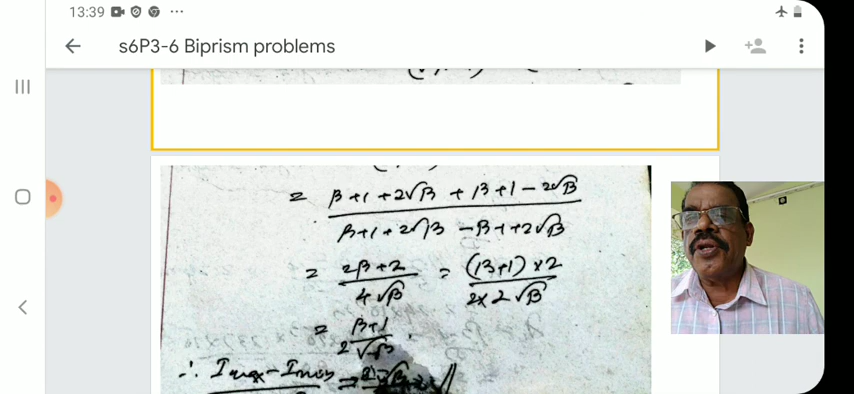 13:39
s6P3-6 Biprism problems
= β+1+2√β + β+1-2√β
β+1+2√β -β-1+2√β
= 2β+2 = (β+1)×2
4√β 2×2√β
= β+1
2√β
∴ Imax-Imin =